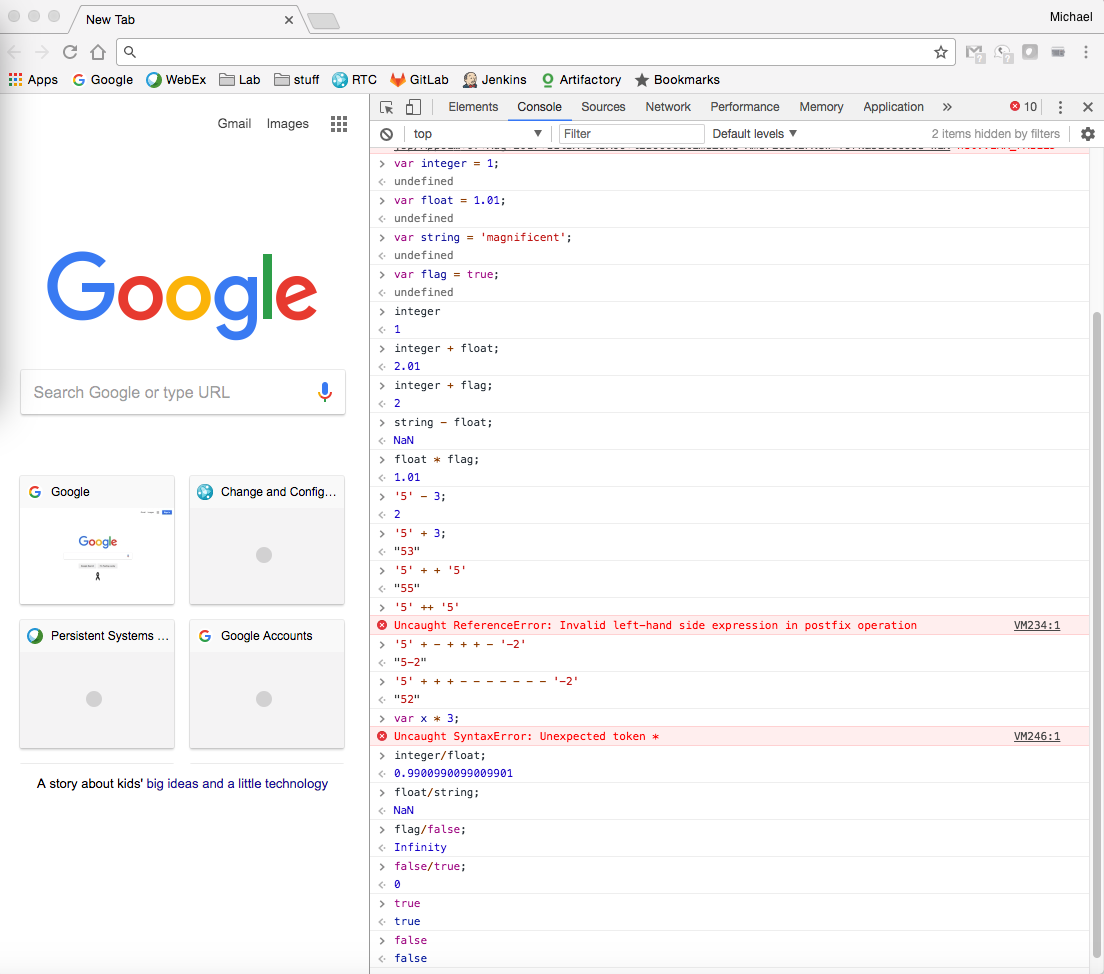 New Tab
Michael
Apps Google WebEx Lab stuff RTC GitLab Jenkins Artifactory Bookmarks
Gmail Images
Google
Search Google or type URL
Google
Change and Config...
Google
Persistent Systems ...
Google Accounts
A story about kids' big ideas and a little technology
Elements Console Sources Network Performance Memory Application » 10
top Filter Default levels 2 items hidden by filters
> var integer = 1;
undefined
> var float = 1.01;
undefined
> var string = 'magnificent';
undefined
> var flag = true;
undefined
> integer
1
> integer + float;
2.01
> integer + flag;
2
> string - float;
NaN
> float * flag;
1.01
> '5' - 3;
2
> '5' + 3;
"53"
> '5' + + '5'
"55"
> '5' ++ '5'
Uncaught ReferenceError: Invalid left-hand side expression in postfix operation VM234:1
> '5' + - + + + - '-2'
"5-2"
> '5' + + + - - - - - - - '-2'
"52"
> var x * 3;
Uncaught SyntaxError: Unexpected token * VM246:1
> integer/float;
0.9900990099009901
> float/string;
NaN
> flag/false;
Infinity
> false/true;
0
> true
true
> false
false